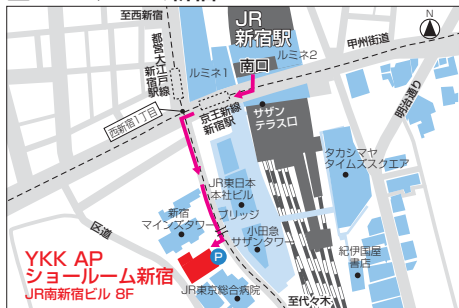 至西新宿
JR
新宿駅
N
都営大江戸線
新宿駅
ルミネ1
ルミネ2
南口
甲州街道
京王新線
新宿駅
西新宿1丁目
サザン
テラス口
明治通り
タカシマヤ
タイムズスクエア
JR東日本
本社ビル
新宿
マインズタワー
ブリッジ
小田急
サザンタワー
区道
P
紀伊国屋
書店
YKK AP
ショールーム新宿
JR南新宿ビル 8F
JR東京総合病院
至代々木